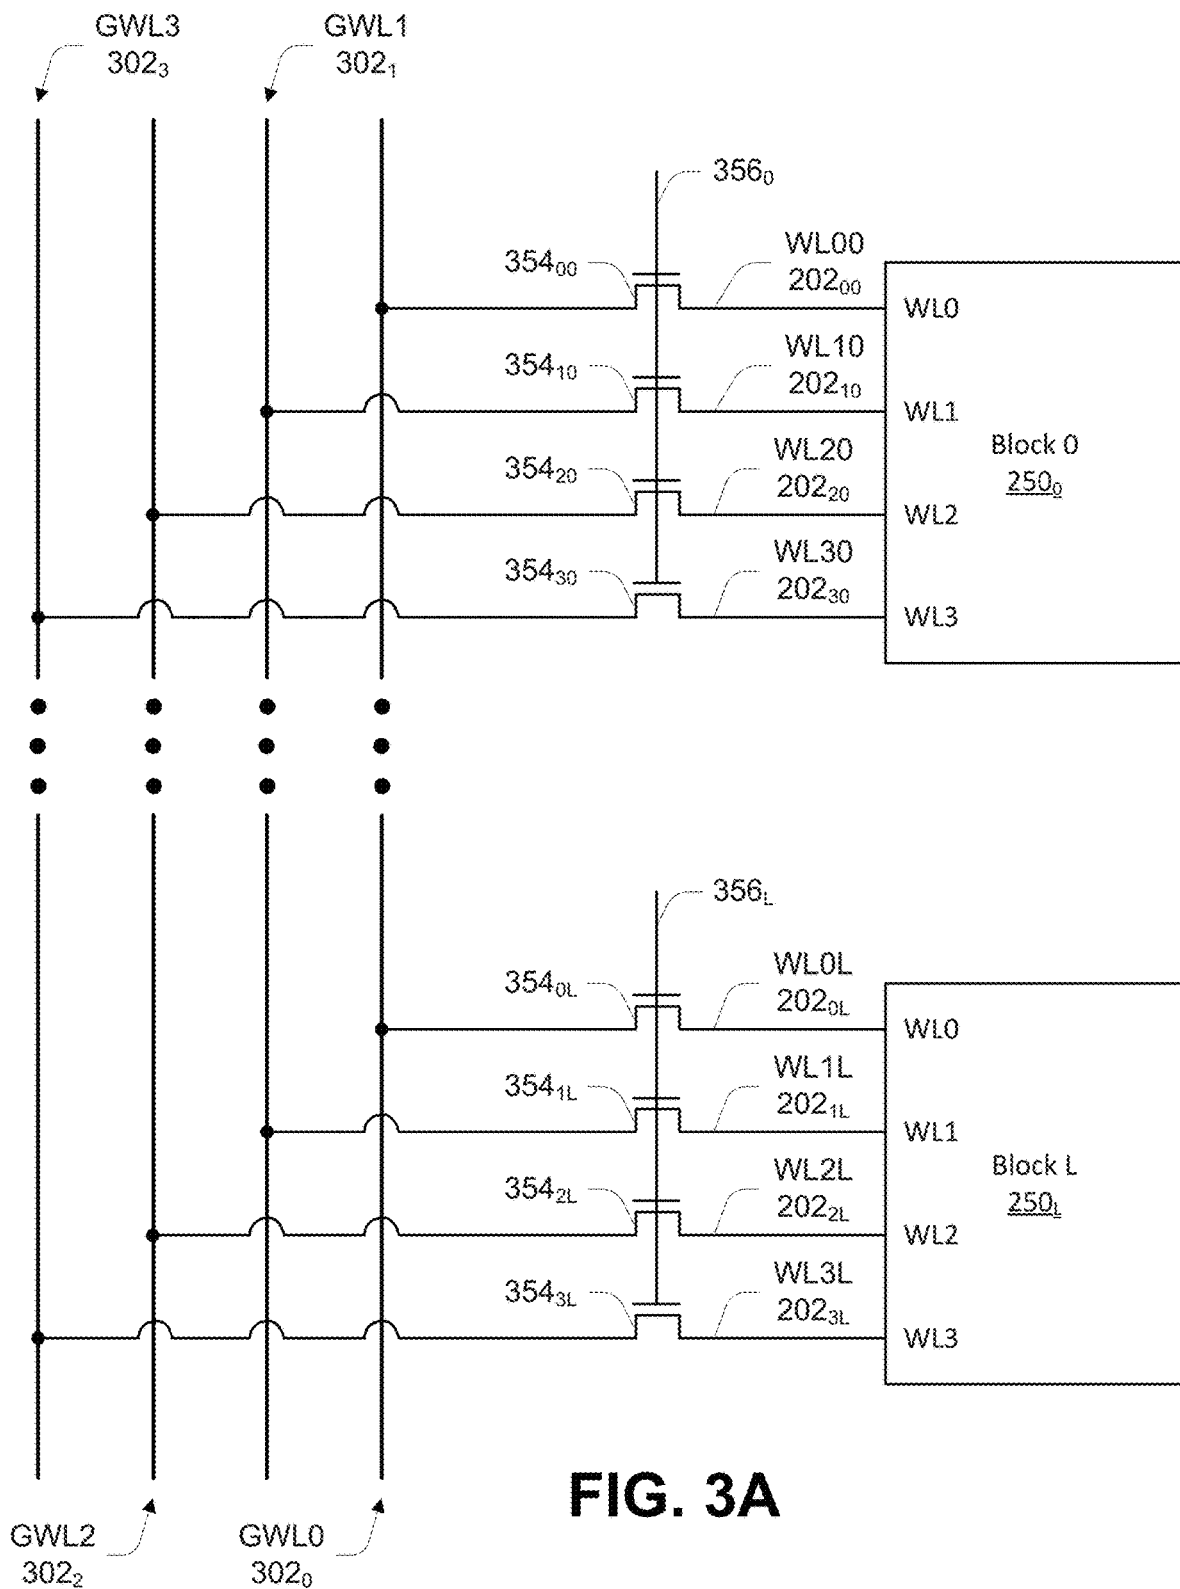 GWL3
302₃
GWL1
302₁
356₀
354₀₀
WL00
202₀₀
WL0
354₁₀
WL10
202₁₀
WL1
Block 0
250₀
354₂₀
WL20
202₂₀
WL2
354₃₀
WL30
202₃₀
WL3
356L
354₀L
WL0L
202₀L
WL0
354₁L
WL1L
202₁L
WL1
Block L
250L
354₂L
WL2L
202₂L
WL2
354₃L
WL3L
202₃L
WL3
FIG. 3A
GWL2
302₂
GWL0
302₀